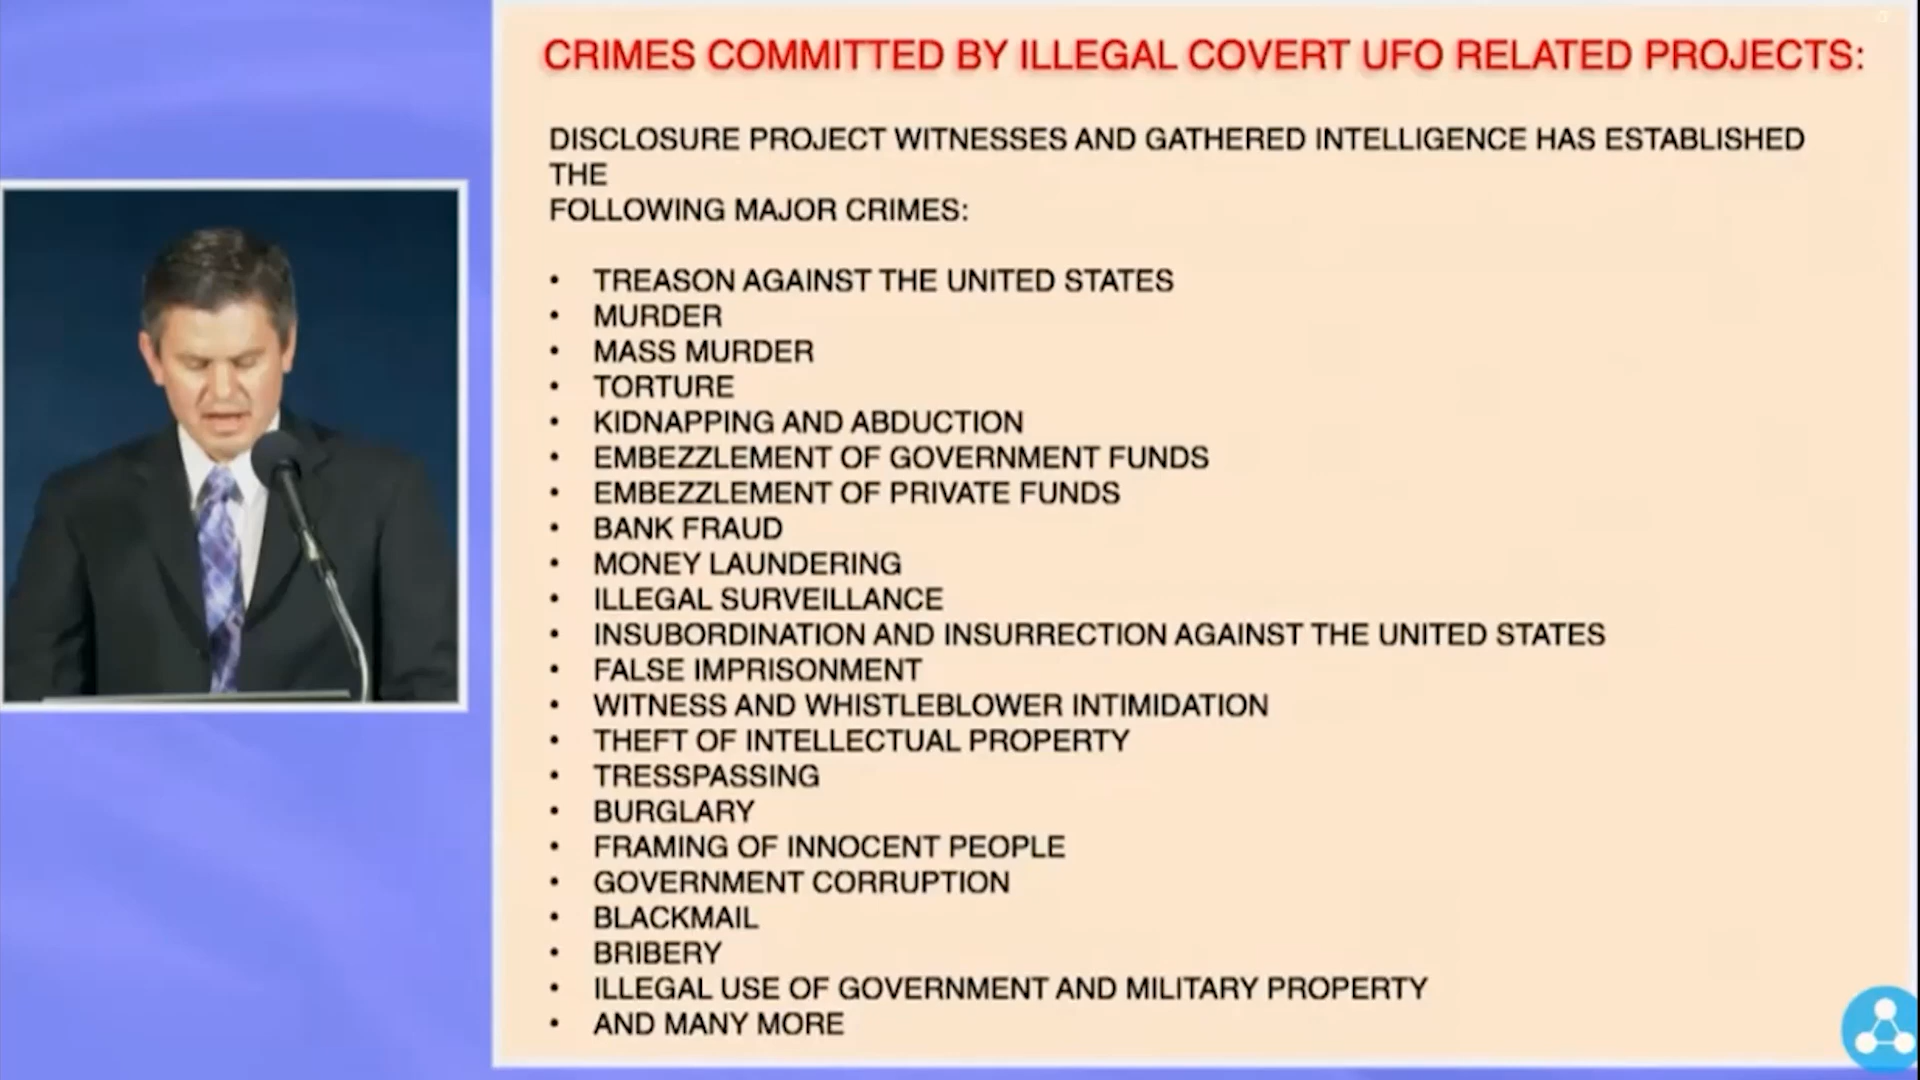 CRIMES COMMITTED BY ILLEGAL COVERT UFO RELATED PROJECTS:
DISCLOSURE PROJECT WITNESSES AND GATHERED INTELLIGENCE HAS ESTABLISHED
THE
FOLLOWING MAJOR CRIMES:
• TREASON AGAINST THE UNITED STATES
• MURDER
• MASS MURDER
• TORTURE
• KIDNAPPING AND ABDUCTION
• EMBEZZLEMENT OF GOVERNMENT FUNDS
• EMBEZZLEMENT OF PRIVATE FUNDS
• BANK FRAUD
• MONEY LAUNDERING
• ILLEGAL SURVEILLANCE
• INSUBORDINATION AND INSURRECTION AGAINST THE UNITED STATES
• FALSE IMPRISONMENT
• WITNESS AND WHISTLEBLOWER INTIMIDATION
• THEFT OF INTELLECTUAL PROPERTY
• TRESSPASSING
• BURGLARY
• FRAMING OF INNOCENT PEOPLE
• GOVERNMENT CORRUPTION
• BLACKMAIL
• BRIBERY
• ILLEGAL USE OF GOVERNMENT AND MILITARY PROPERTY
• AND MANY MORE